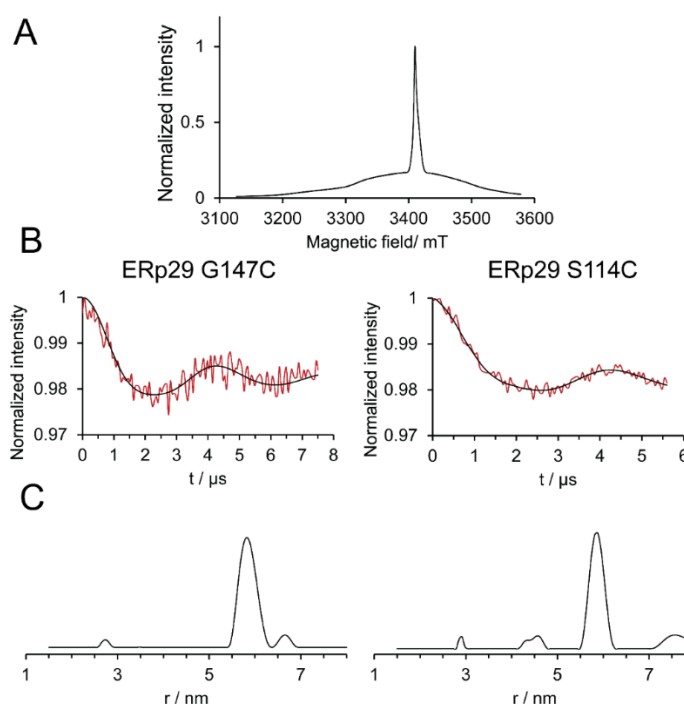 A
Normalized intensity
1
0.5
0
3100 3200 3300 3400 3500 3600
Magnetic field/ mT
B
ERp29 G147C
Normalized intensity
1
0.99
0.98
0.97
0 1 2 3 4 5 6 7 8
t / µs
ERp29 S114C
Normalized intensity
1
0.99
0.98
0.97
0 2 4 6
t / µs
C
1 3 5 7
r / nm
1 3 5 7
r / nm